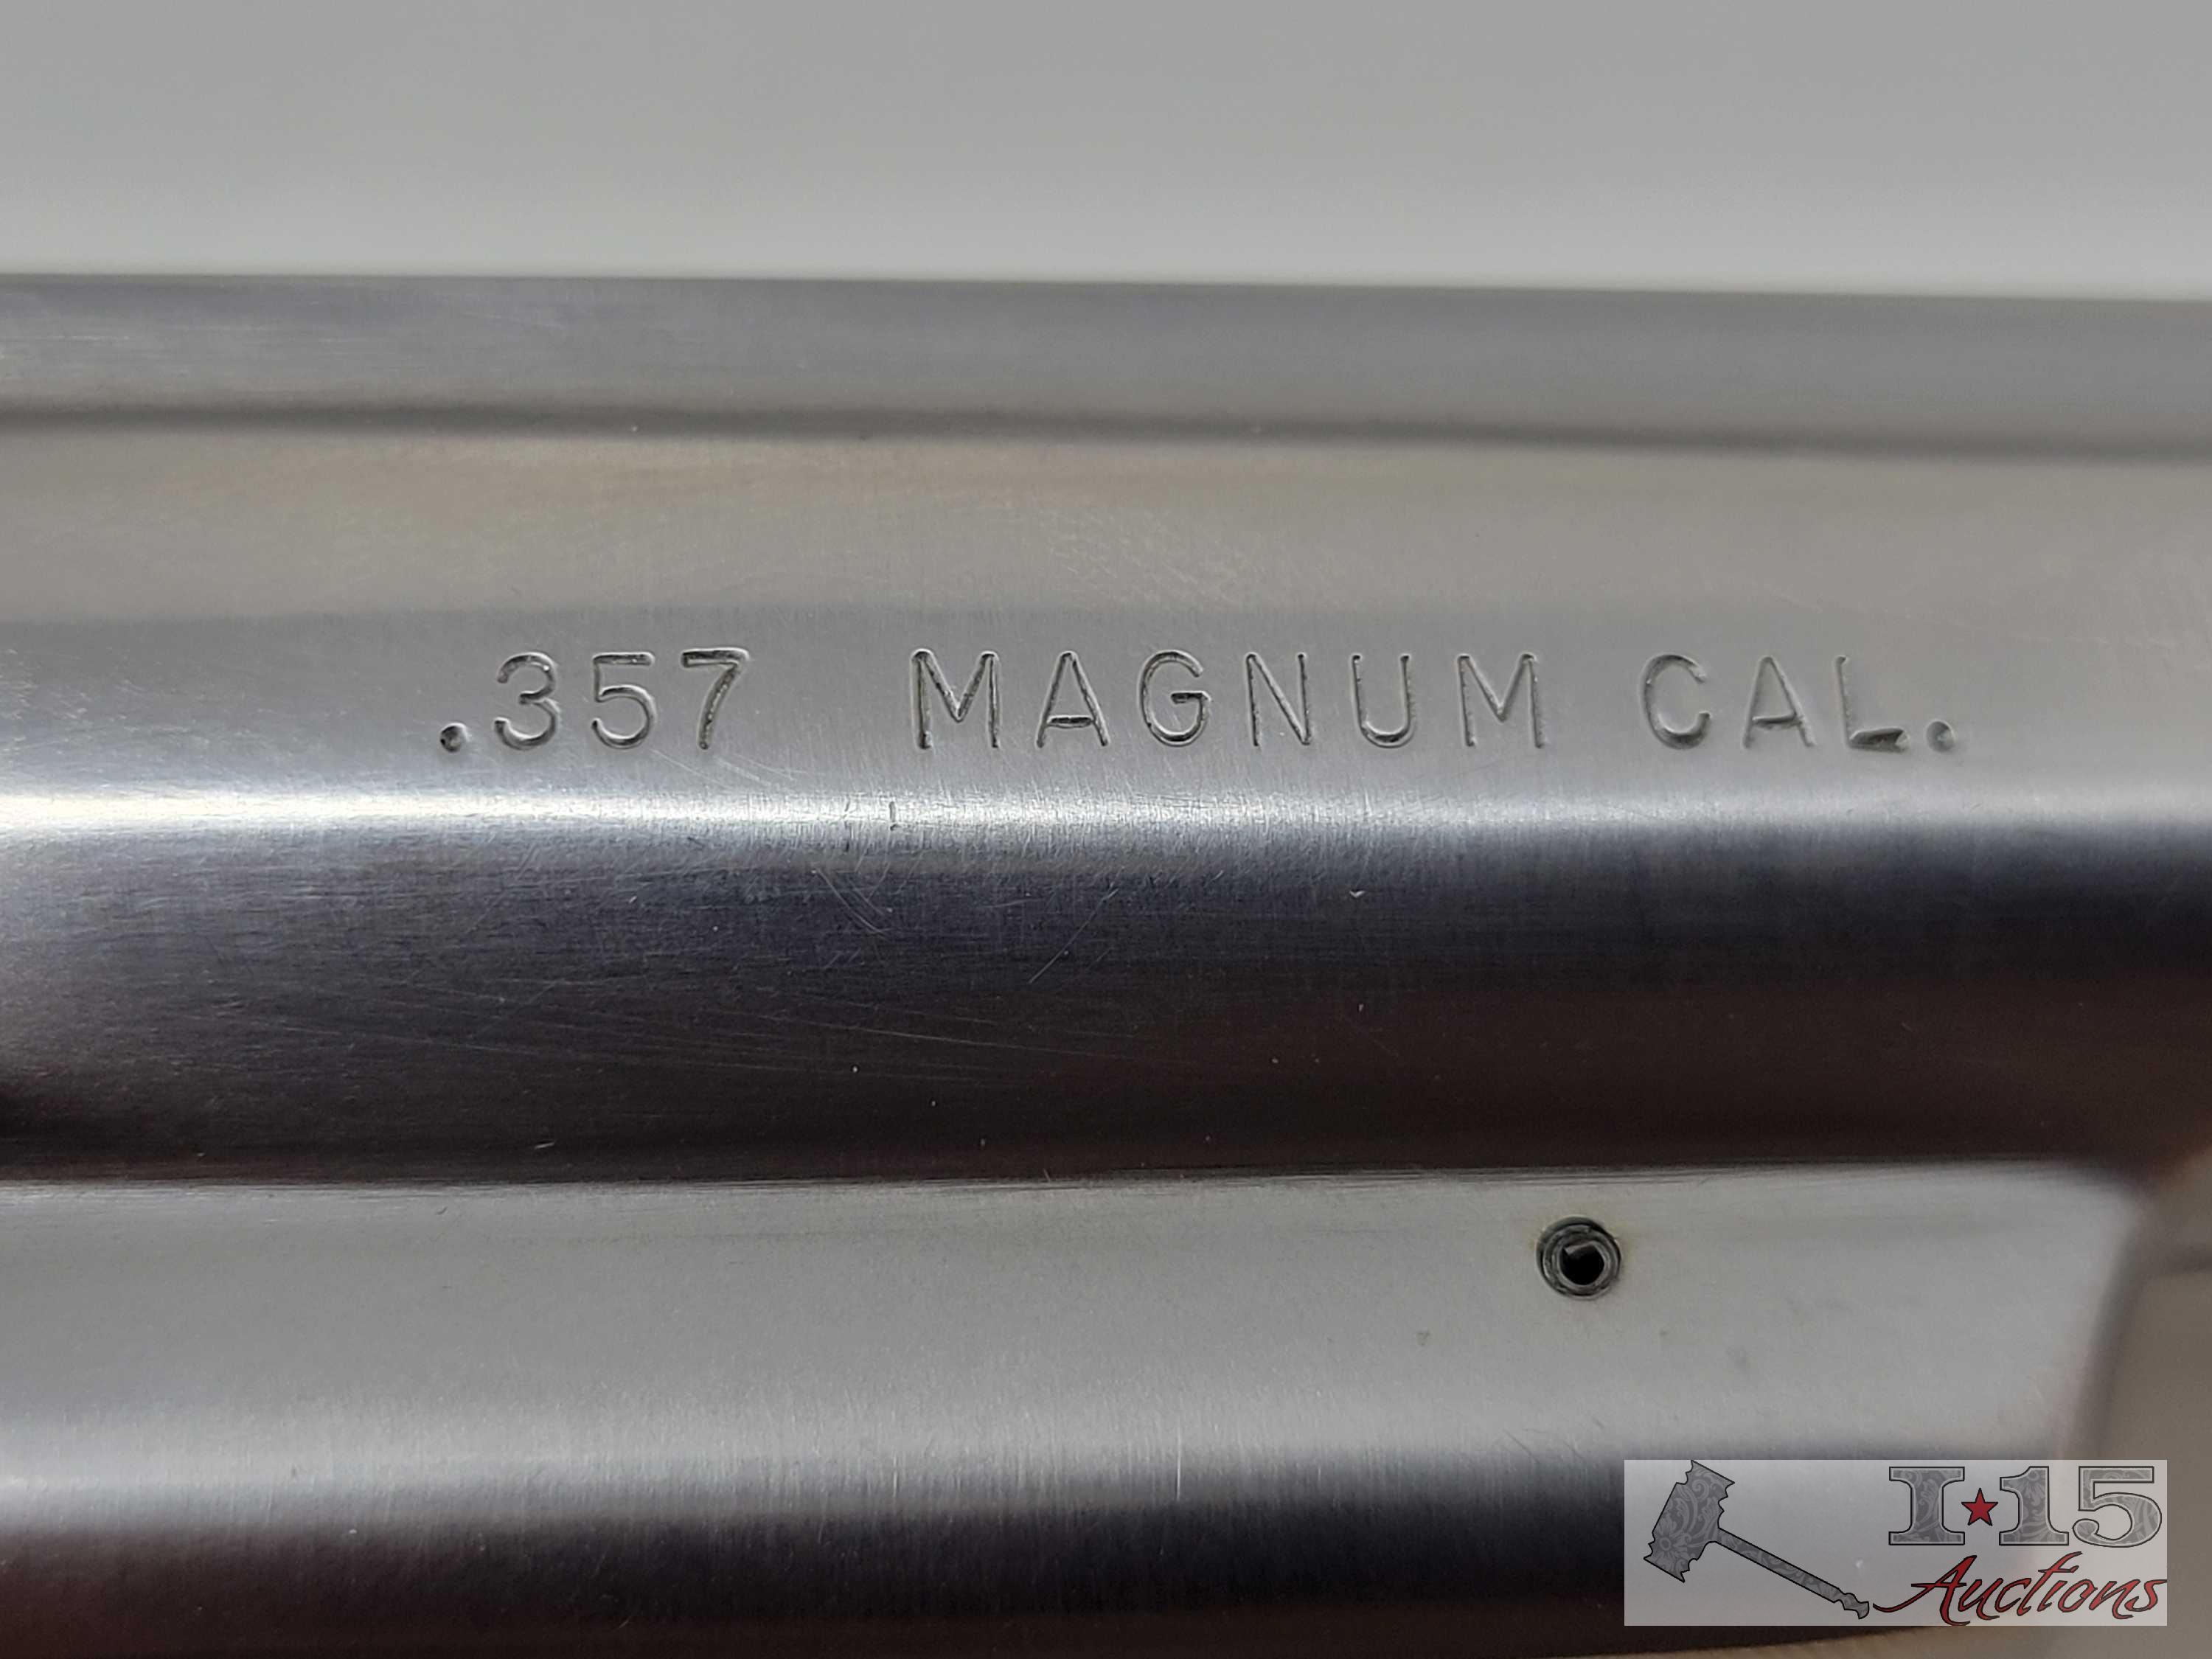 .357 MAGNUM CAL.
I★15
Auctions